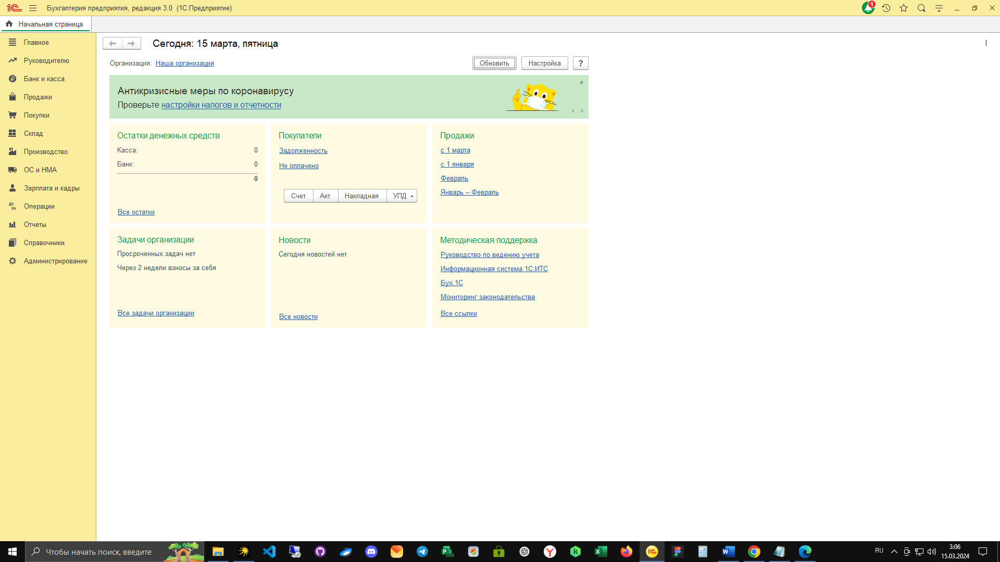 Бухгалтерия предприятия, редакция 3.0 (1С:Предприятие)
1
Начальная страница
Главное
Руководителю
Банк и касса
Продажи
Покупки
Склад
Производство
ОС и НМА
Зарплата и кадры
Операции
Отчеты
Справочники
Администрирование
Сегодня: 15 марта, пятница
Организация: Наша организация
Обновить
Настройка
?
Антикризисные меры по коронавирусу
Проверьте настройки налогов и отчетности
Остатки денежных средств
Касса: 0
Банк: 0
0
Все остатки
Покупатели
Задолженность
Не оплачено
Счет
Акт
Накладная
УПД
Продажи
с 1 марта
с 1 января
Февраль
Январь – Февраль
Задачи организации
Просроченных задач нет
Через 2 недели взносы за себя
Все задачи организации
Новости
Сегодня новостей нет
Все новости
Методическая поддержка
Руководство по ведению учета
Информационная система 1С:ИТС
Бух.1С
Мониторинг законодательства
Все ссылки
Чтобы начать поиск, введите
RU
3:06
15.03.2024